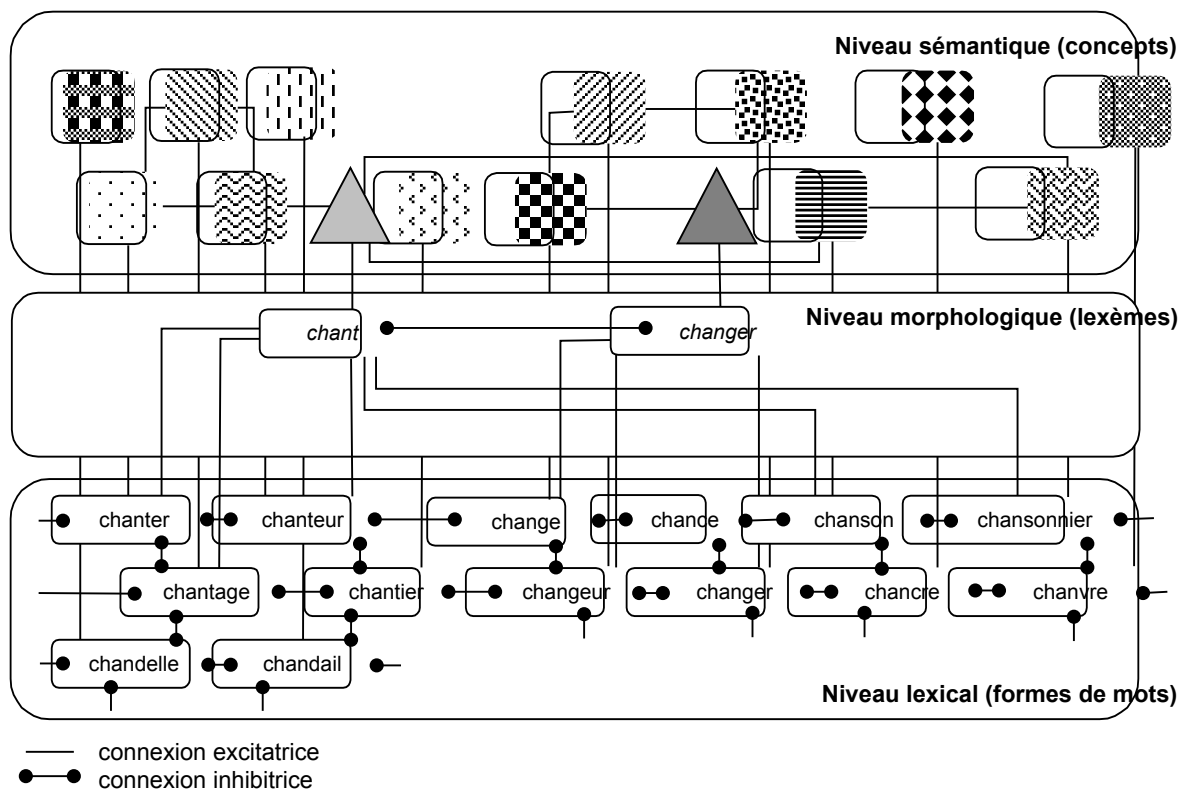 Niveau sémantique (concepts)
chant
changer
Niveau morphologique (lexèmes)
chanter
chanteur
change
chance
chanson
chansonnier
chantage
chantier
changeur
changer
chancre
chanvre
chandelle
chandail
Niveau lexical (formes de mots)
connexion excitatrice
connexion inhibitrice